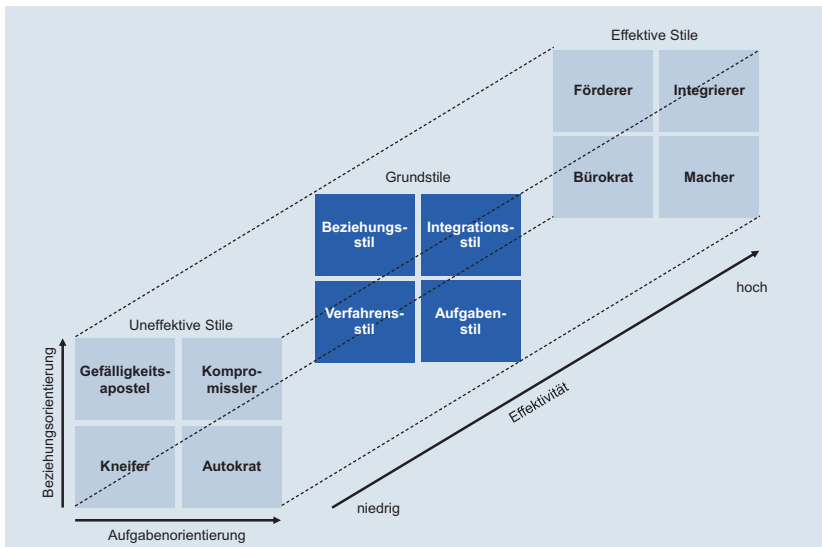 Effektive Stile
Förderer
Integrierer
Bürokrat
Macher
Grundstile
Beziehungs-
stil
Integrations-
stil
Verfahrens-
stil
Aufgaben-
stil
Uneffektive Stile
Gefälligkeits-
apostel
Kompro-
missler
Kneifer
Autokrat
Beziehungsorientierung
Aufgabenorientierung
niedrig
Effektivität
hoch